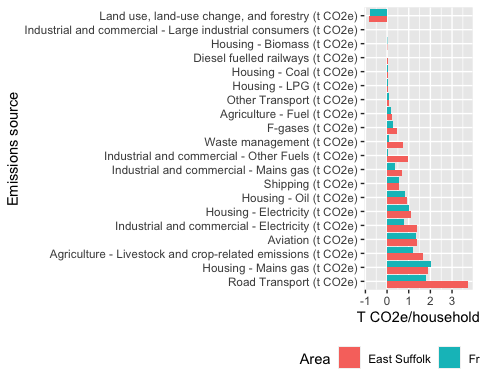 Emissions source
Land use, land-use change, and forestry (t CO2e)
Industrial and commercial - Large industrial consumers (t CO2e)
Housing - Biomass (t CO2e)
Diesel fuelled railways (t CO2e)
Housing - Coal (t CO2e)
Housing - LPG (t CO2e)
Other Transport (t CO2e)
Agriculture - Fuel (t CO2e)
F-gases (t CO2e)
Waste management (t CO2e)
Industrial and commercial - Other Fuels (t CO2e)
Industrial and commercial - Mains gas (t CO2e)
Shipping (t CO2e)
Housing - Oil (t CO2e)
Housing - Electricity (t CO2e)
Industrial and commercial - Electricity (t CO2e)
Aviation (t CO2e)
Agriculture - Livestock and crop-related emissions (t CO2e)
Housing - Mains gas (t CO2e)
Road Transport (t CO2e)
-1 0 1 2 3
T CO2e/household
Area East Suffolk Fr